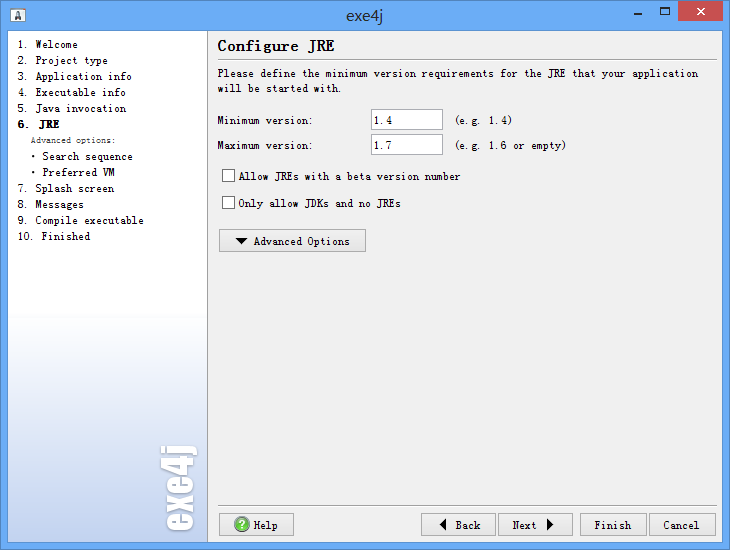 exe4j
1. Welcome
2. Project type
3. Application info
4. Executable info
5. Java invocation
6. JRE
Advanced options:
• Search sequence
• Preferred VM
7. Splash screen
8. Messages
9. Compile executable
10. Finished
exe4j
Configure JRE
Please define the minimum version requirements for the JRE that your application
will be started with.
Minimum version: 1.4 (e.g. 1.4)
Maximum version: 1.7 (e.g. 1.6 or empty)
Allow JREs with a beta version number
Only allow JDKs and no JREs
Advanced Options
? Help Back Next Finish Cancel